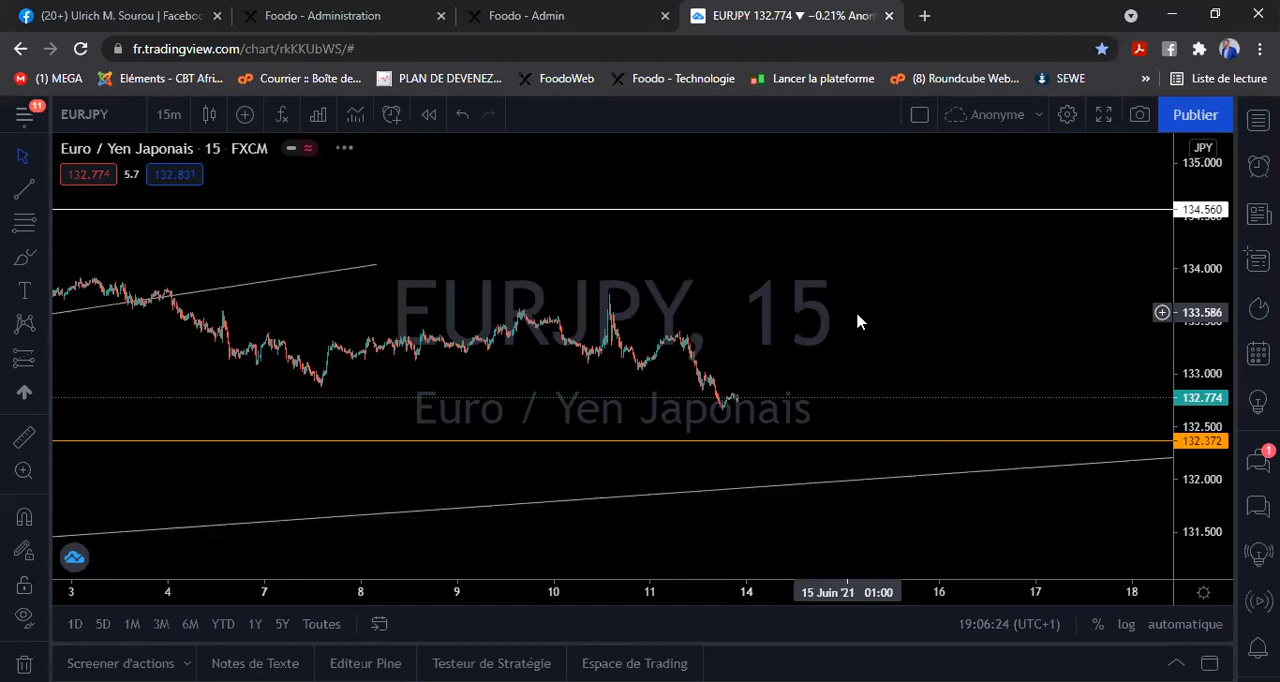 (20+) Ulrich M. Sourou | Faceboo
Foodo - Administration
Foodo - Admin
EURJPY 132.774 ▼ −0.21% Anon
fr.tradingview.com/chart/rkKKUbWS/#
(1) MEGA
Eléments - CBT Afri...
Courrier :: Boîte de...
PLAN DE DEVENEZ...
FoodoWeb
Foodo - Technologie
Lancer la plateforme
(8) Roundcube Web...
SEWE
»
Liste de lecture
11
EURJPY
15m
Anonyme
Publier
Euro / Yen Japonais · 15 · FXCM
132.774
5.7
132.831
JPY
135.000
134.560
134.000
133.586
133.000
132.774
132.500
132.372
132.000
131.500
EURJPY, 15
Euro / Yen Japonais
1
3
4
7
8
9
10
11
14
15 Juin '21 01:00
16
17
18
1D
5D
1M
3M
6M
YTD
1Y
5Y
Toutes
19:06:24 (UTC+1)
%
log
automatique
Screener d'actions
Notes de Texte
Editeur Pine
Testeur de Stratégie
Espace de Trading